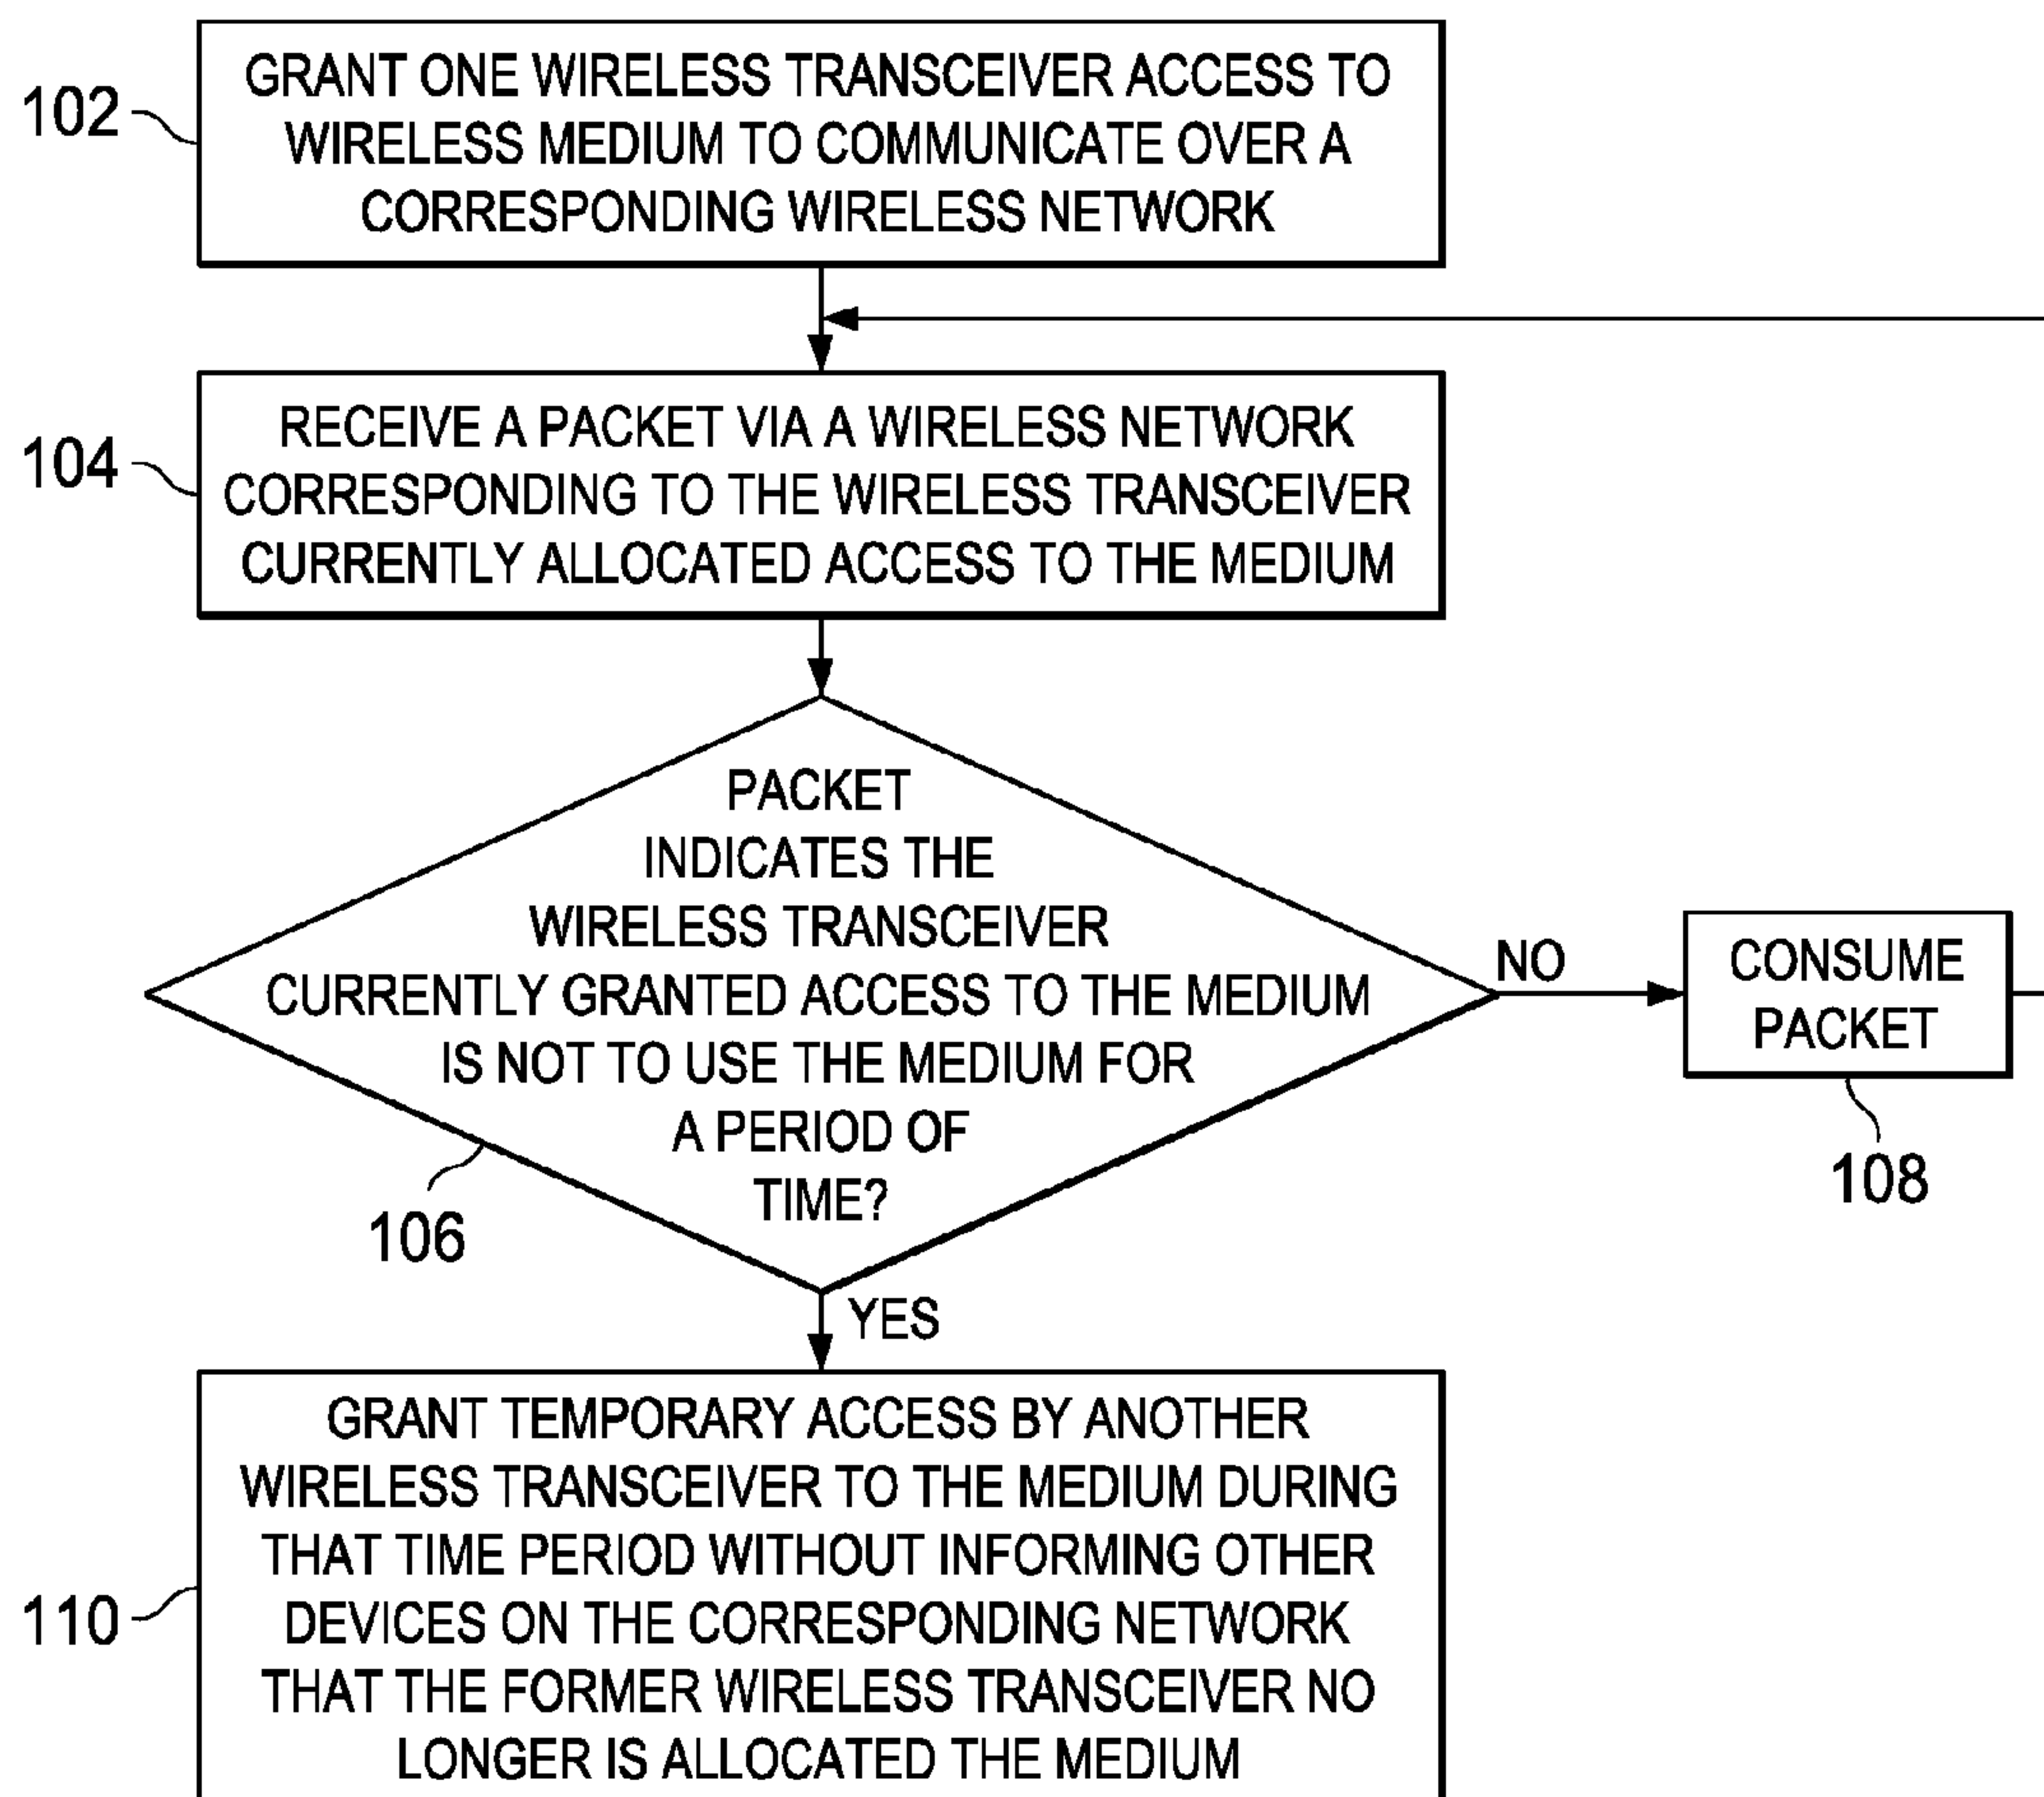 GRANT ONE WIRELESS TRANSCEIVER ACCESS TO
WIRELESS MEDIUM TO COMMUNICATE OVER A
CORRESPONDING WIRELESS NETWORK
102
RECEIVE A PACKET VIA A WIRELESS NETWORK
CORRESPONDING TO THE WIRELESS TRANSCEIVER
CURRENTLY ALLOCATED ACCESS TO THE MEDIUM
104
PACKET
INDICATES THE
WIRELESS TRANSCEIVER
CURRENTLY GRANTED ACCESS TO THE MEDIUM
IS NOT TO USE THE MEDIUM FOR
A PERIOD OF
TIME?
106
NO
CONSUME
PACKET
108
YES
GRANT TEMPORARY ACCESS BY ANOTHER
WIRELESS TRANSCEIVER TO THE MEDIUM DURING
THAT TIME PERIOD WITHOUT INFORMING OTHER
DEVICES ON THE CORRESPONDING NETWORK
THAT THE FORMER WIRELESS TRANSCEIVER NO
LONGER IS ALLOCATED THE MEDIUM
110